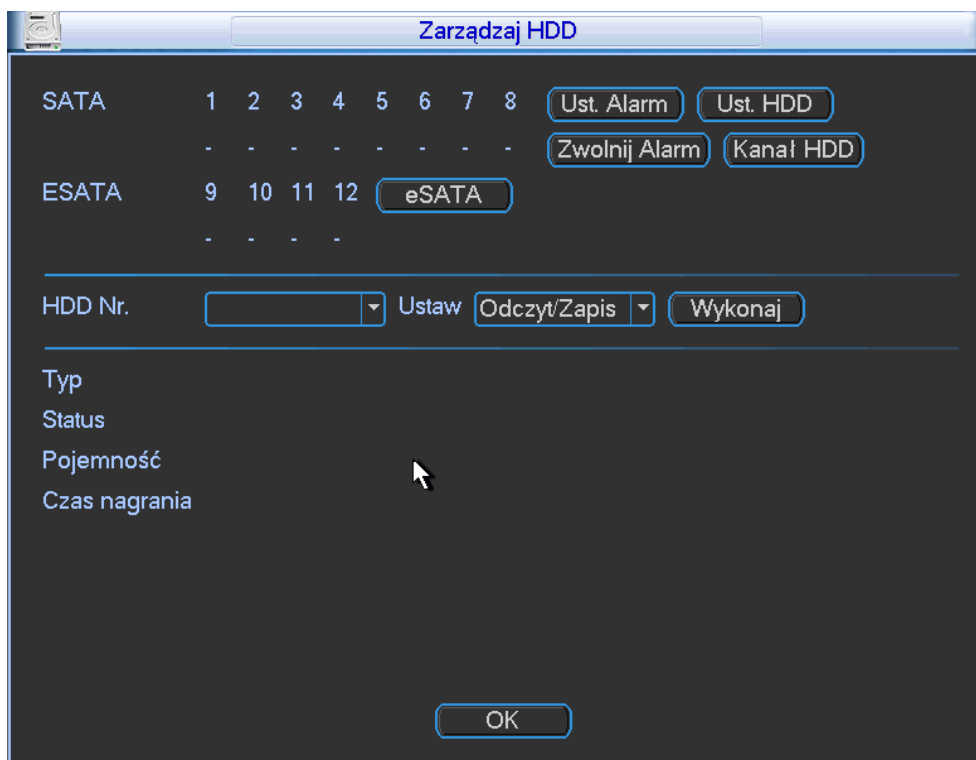 Zarządzaj HDD
SATA 1 2 3 4 5 6 7 8 Ust. Alarm Ust. HDD
- - - - - - - - Zwolnij Alarm Kanał HDD
ESATA 9 10 11 12 eSATA
- - - -
HDD Nr. Ustaw Odczyt/Zapis Wykonaj
Typ
Status
Pojemność
Czas nagrania
OK